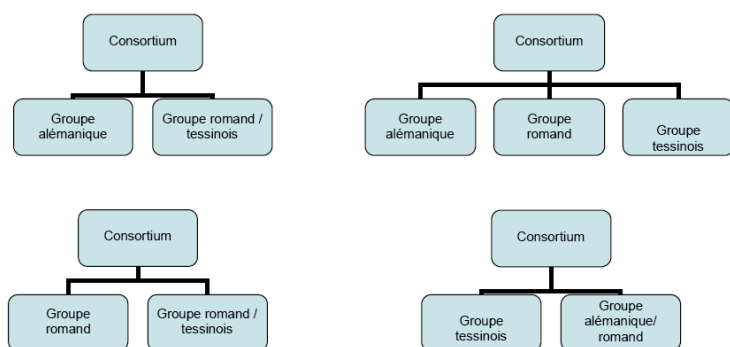 Consortium
Groupe
alémanique
Groupe romand /
tessinois
Consortium
Groupe
alémanique
Groupe
romand
Groupe
tessinois
Consortium
Groupe
romand
Groupe romand /
tessinois
Consortium
Groupe
tessinois
Groupe
alémanique/
romand